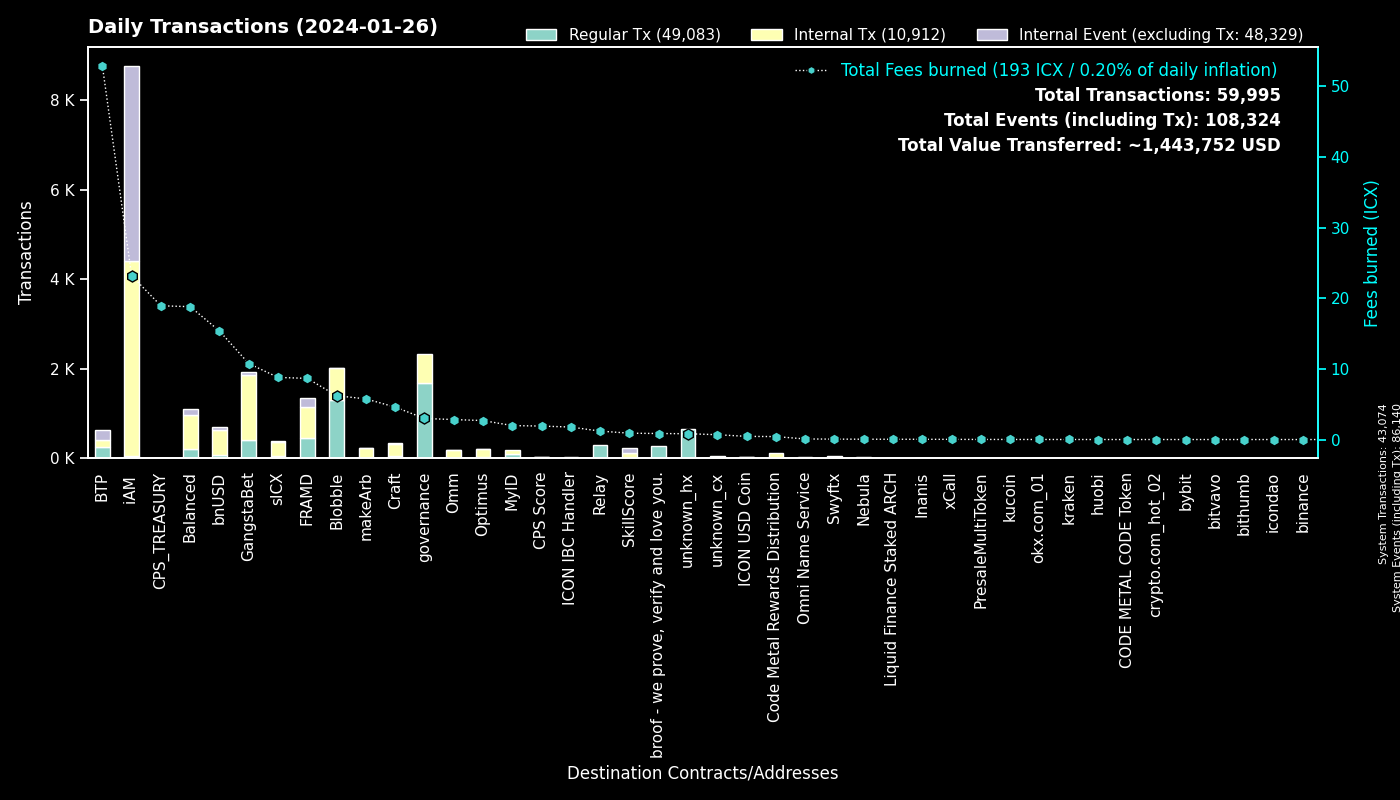 Daily Transactions (2024-01-26)
Regular Tx (49,083)
Internal Tx (10,912)
Internal Event (excluding Tx: 48,329)
Total Fees burned (193 ICX / 0.20% of daily inflation)
Total Transactions: 59,995
Total Events (including Tx): 108,324
Total Value Transferred: ~1,443,752 USD
Transactions
8 K
6 K
4 K
2 K
0 K
50
40
30
20
10
0
Fees burned (ICX)
System Transactions: 43,074
System Events (including Tx): 86,140
BTP
iAM
CPS_TREASURY
Balanced
bnUSD
GangstaBet
sICX
FRAMD
Blobble
makeArb
Craft
governance
Omm
Optimus
MyID
CPS Score
ICON IBC Handler
Relay
SkillScore
broof - we prove, verify and love you.
unknown_hx
unknown_cx
ICON USD Coin
Code Metal Rewards Distribution
Omni Name Service
Swyftx
Nebula
Liquid Finance Staked ARCH
Inanis
xCall
PresaleMultiToken
kucoin
okx.com_01
kraken
huobi
CODE METAL CODE Token
crypto.com_hot_02
bybit
bitvavo
bithumb
icondao
binance
Destination Contracts/Addresses